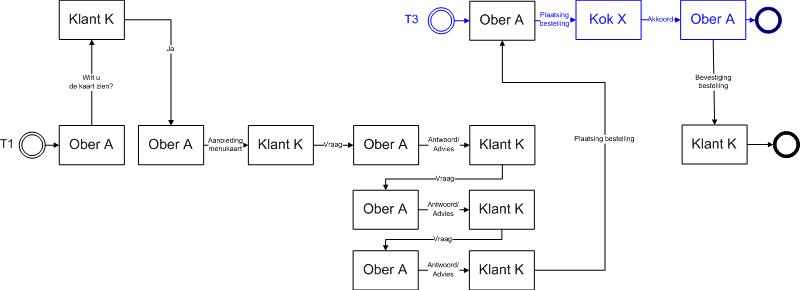 Klant K
Ja
Wilt u
de kaart zien?
T1
Ober A
Ober A
Aanbieding
menukaart
Klant K
Vraag
Ober A
Antwoord/
Advies
Klant K
Vraag
Ober A
Antwoord/
Advies
Klant K
Vraag
Ober A
Antwoord/
Advies
Klant K
Plaatsing bestelling
T3
Ober A
Plaatsing
bestelling
Kok X
Akkoord
Ober A
Bevestiging
bestelling
Klant K